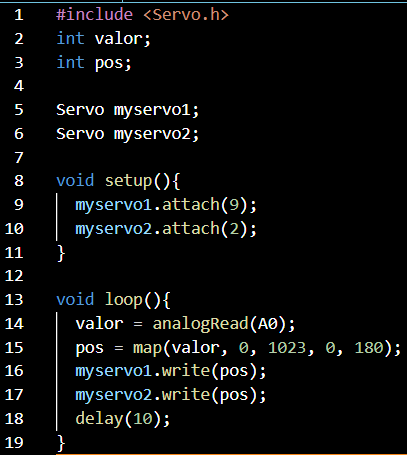 1 #include <Servo.h>
2 int valor;
3 int pos;
4
5 Servo myservo1;
6 Servo myservo2;
7
8 void setup(){
9 myservo1.attach(9);
10 myservo2.attach(2);
11 }
12
13 void loop(){
14 valor = analogRead(A0);
15 pos = map(valor, 0, 1023, 0, 180);
16 myservo1.write(pos);
17 myservo2.write(pos);
18 delay(10);
19 }